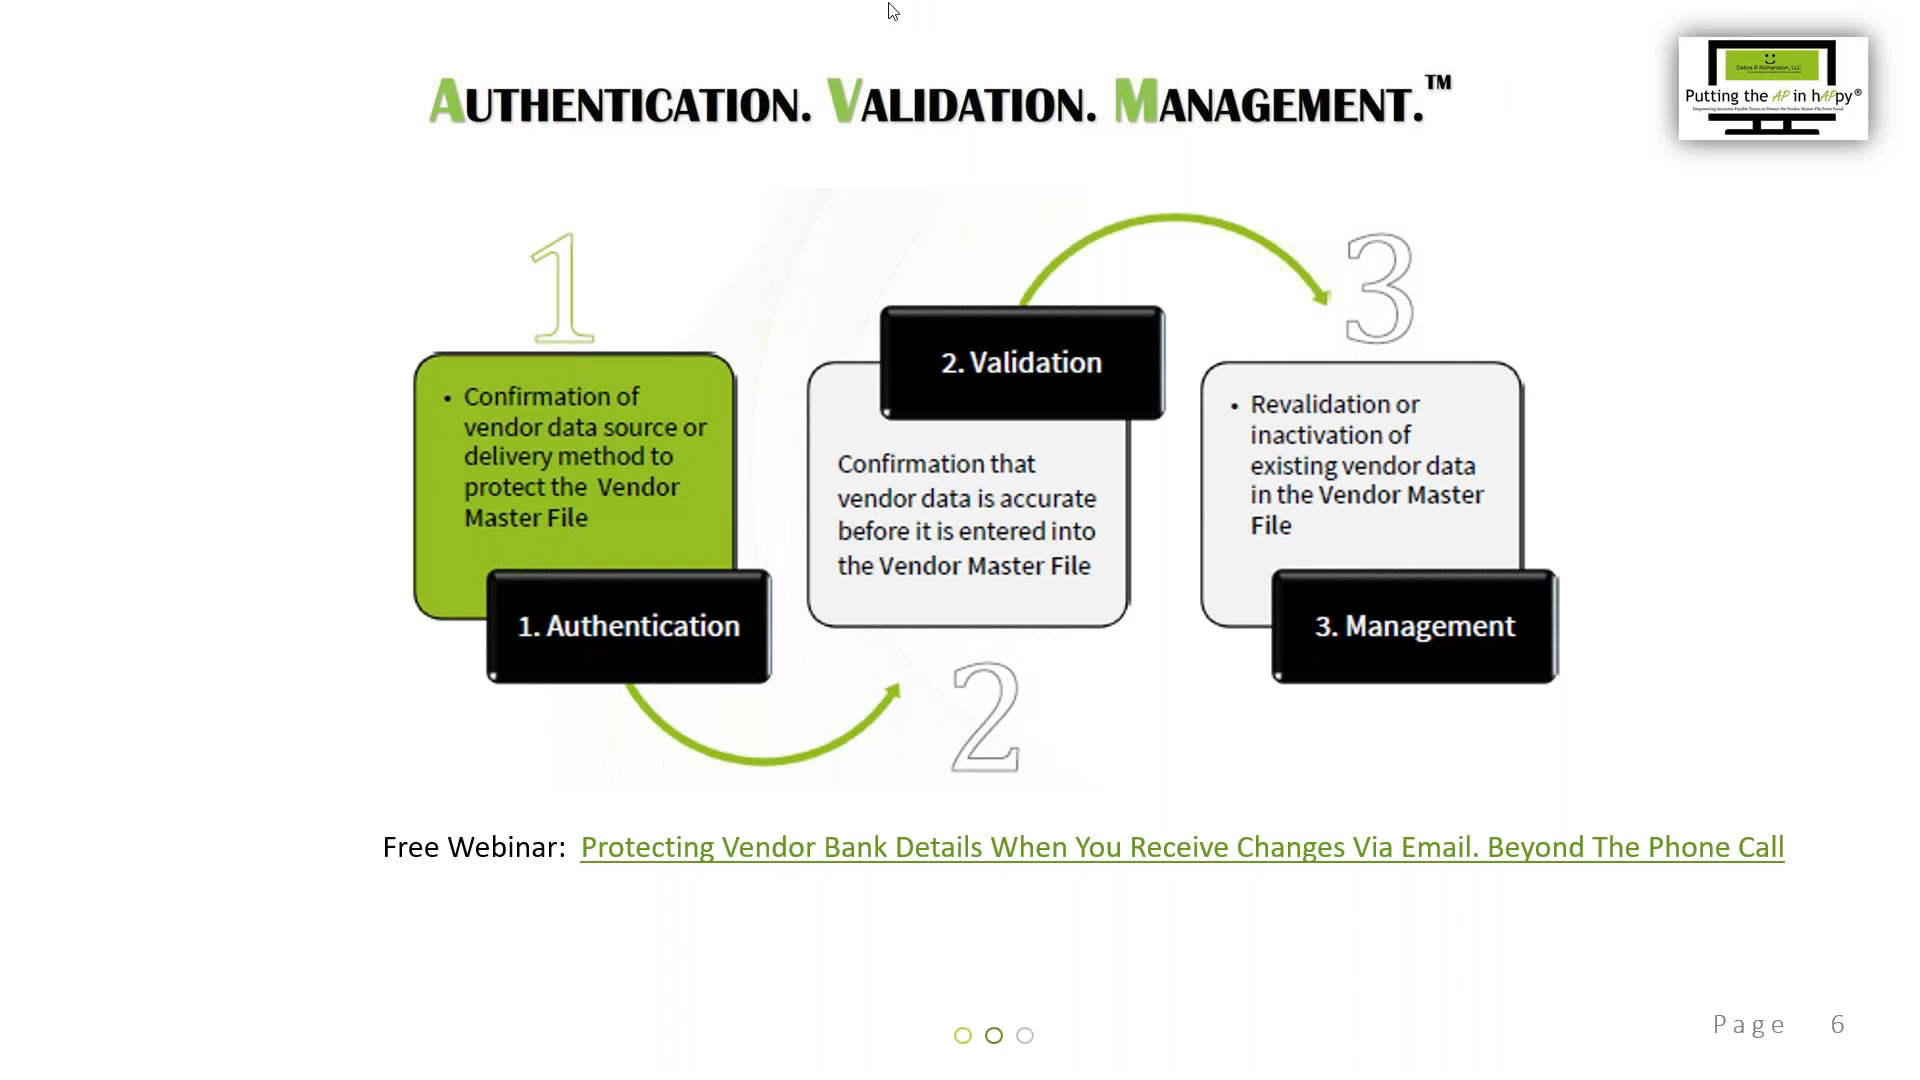 AUTHENTICATION. VALIDATION. MANAGEMENT.™
Debra R Richardson, LLC
Putting the AP in hAPpy®
1
• Confirmation of
vendor data source or
delivery method to
protect the Vendor
Master File
1. Authentication
2. Validation
Confirmation that
vendor data is accurate
before it is entered into
the Vendor Master File
2
3
• Revalidation or
inactivation of
existing vendor data
in the Vendor Master
File
3. Management
Free Webinar: Protecting Vendor Bank Details When You Receive Changes Via Email. Beyond The Phone Call
Page 6